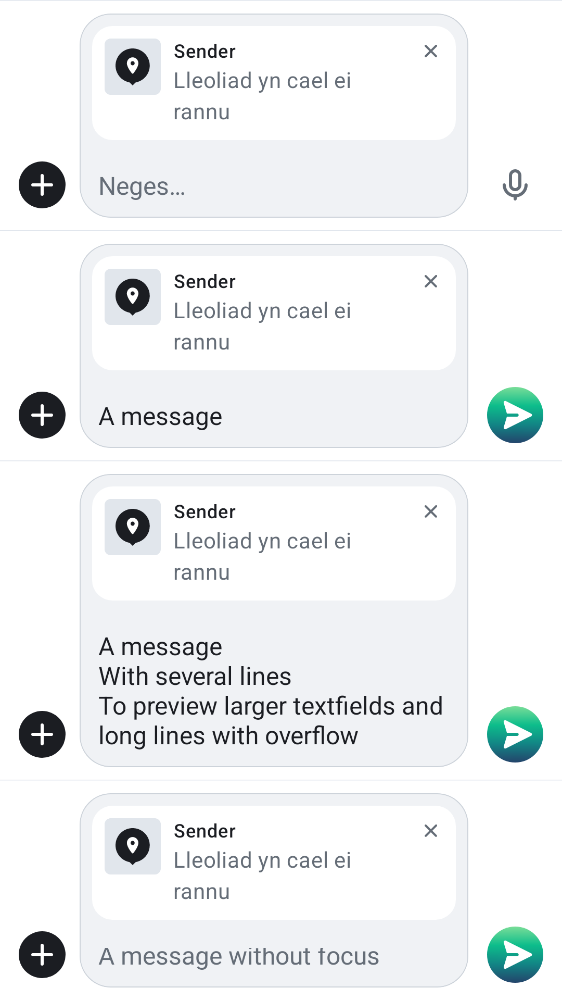 Sender
Lleoliad yn cael ei
rannu
Neges…
Sender
Lleoliad yn cael ei
rannu
A message
Sender
Lleoliad yn cael ei
rannu
A message
With several lines
To preview larger textfields and
long lines with overflow
Sender
Lleoliad yn cael ei
rannu
A message without focus